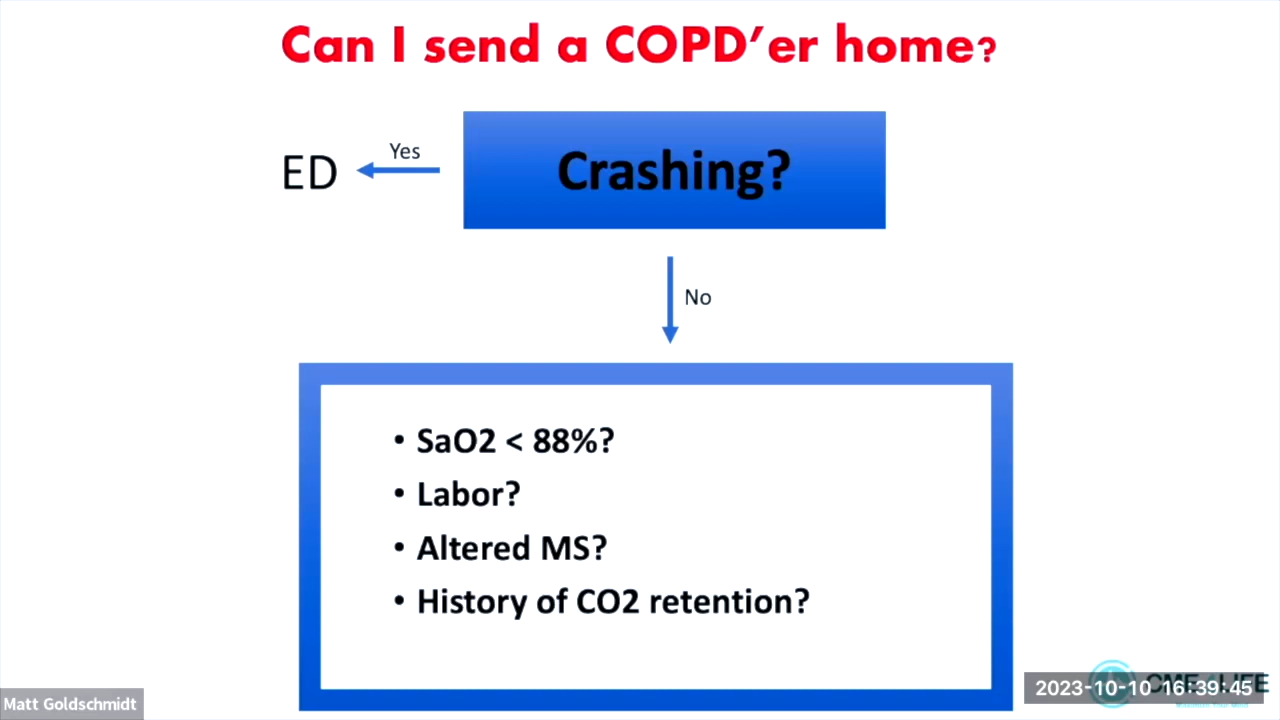 Can I send a COPD’er home?
Crashing?
Yes
ED
No
• SaO2 < 88%?
• Labor?
• Altered MS?
• History of CO2 retention?
Matt Goldschmidt
2023-10-10 16:39:45